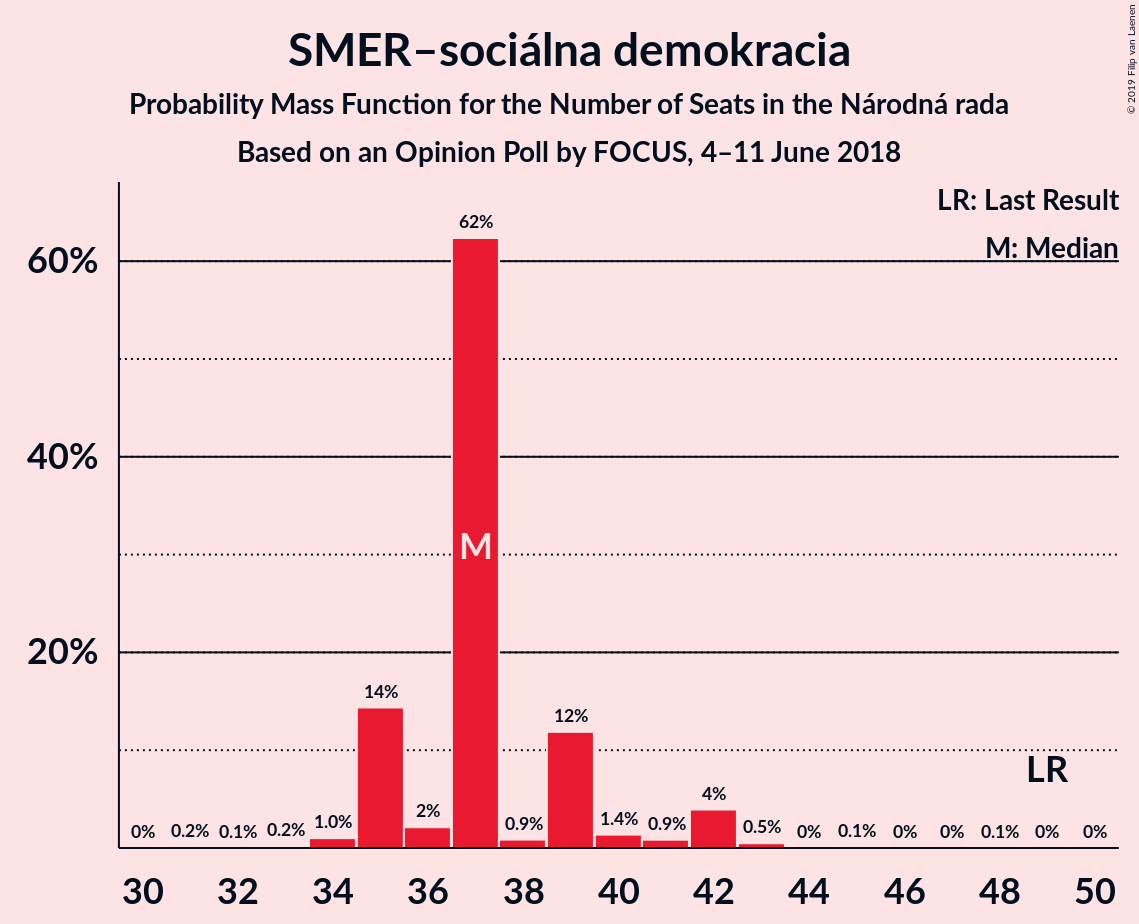 SMER–sociálna demokracia
Probability Mass Function for the Number of Seats in the Národná rada
Based on an Opinion Poll by FOCUS, 4–11 June 2018
© 2019 Filip van Laenen
LR: Last Result
M: Median
60%
40%
20%
0%
0.2%
0.1%
0.2%
1.0%
14%
2%
62%
M
0.9%
12%
1.4%
0.9%
4%
0.5%
0%
0.1%
0%
0%
0.1%
LR
0%
0%
30 32 34 36 38 40 42 44 46 48 50